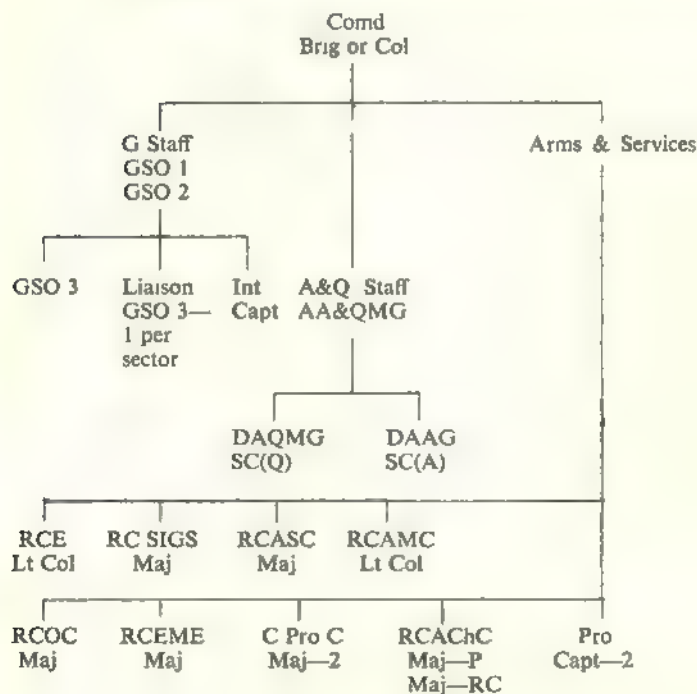 Comd
Brig or Col
G Staff
GSO 1
GSO 2
Arms & Services
GSO 3
Liaison
GSO 3—
1 per
sector
Int
Capt
A&Q Staff
AA&QMG
DAQMG
SC(Q)
DAAG
SC(A)
RCE
Lt Col
RC SIGS
Maj
RCASC
Maj
RCAMC
Lt Col
RCOC
Maj
RCEME
Maj
C Pro C
Maj—2
RCAChC
Maj—P
Maj—RC
Pro
Capt—2